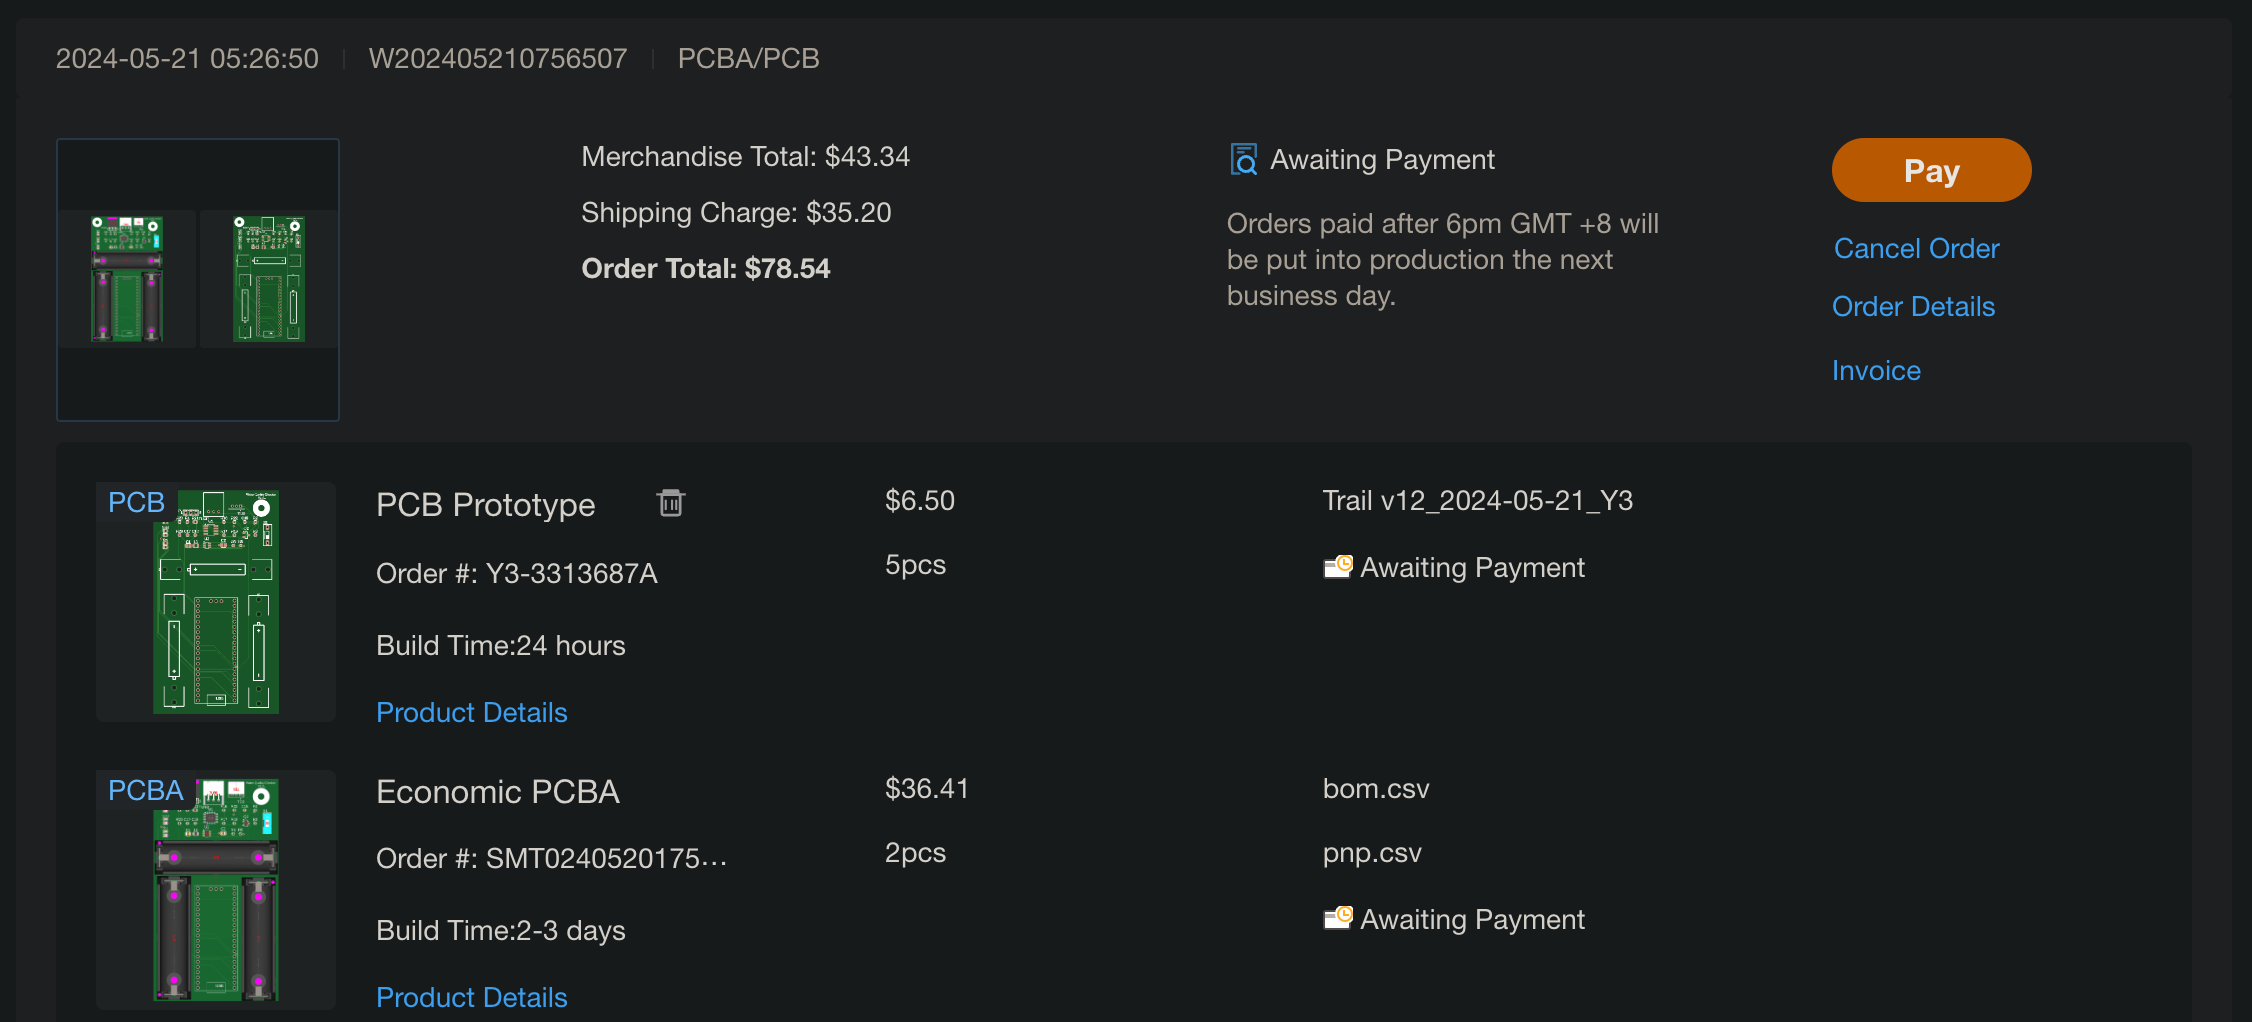 2024-05-21 05:26:50 W202405210756507 PCBA/PCB
Merchandise Total: $43.34
Shipping Charge: $35.20
Order Total: $78.54
Awaiting Payment
Orders paid after 6pm GMT +8 will
be put into production the next
business day.
Pay
Cancel Order
Order Details
Invoice
PCB
PCB Prototype
Order #: Y3-3313687A
Build Time:24 hours
Product Details
$6.50
5pcs
Trail v12_2024-05-21_Y3
Awaiting Payment
PCBA
Economic PCBA
Order #: SMT0240520175...
Build Time:2-3 days
Product Details
$36.41
2pcs
bom.csv
pnp.csv
Awaiting Payment